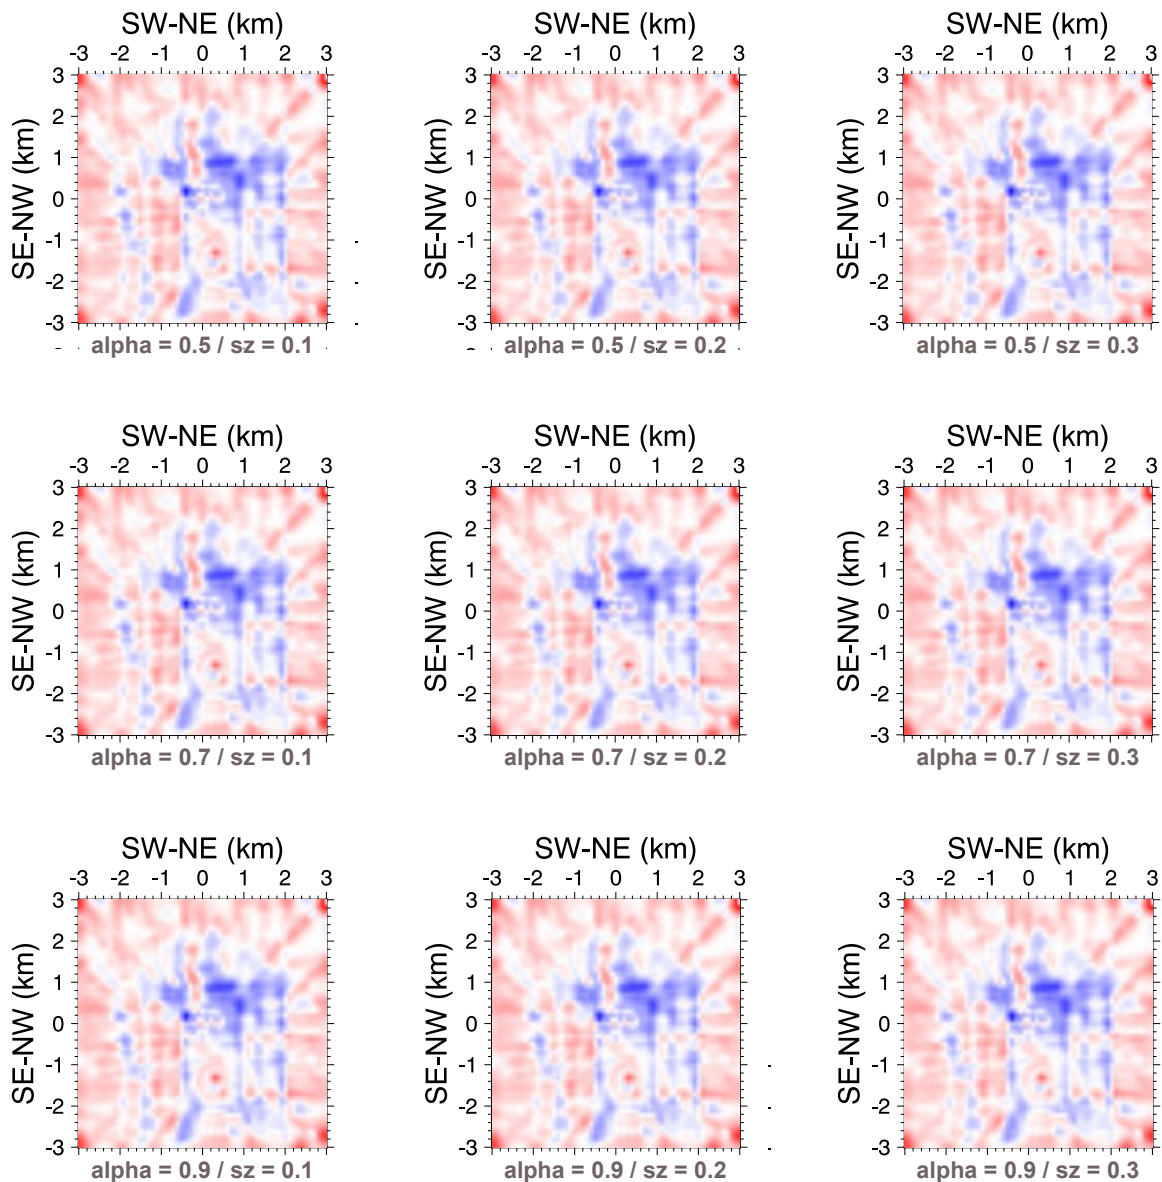 SW-NE (km) SW-NE (km) SW-NE (km)
-3 -2 -1 0 1 2 3 -3 -2 -1 0 1 2 3 -3 -2 -1 0 1 2 3
SE-NW (km) SE-NW (km) SE-NW (km)
3 3 3
2 2 2
1 1 1
0 0 0
-1 -1 -1
-2 -2 -2
-3 -3 -3
alpha = 0.5 / sz = 0.1 alpha = 0.5 / sz = 0.2 alpha = 0.5 / sz = 0.3
SW-NE (km) SW-NE (km) SW-NE (km)
-3 -2 -1 0 1 2 3 -3 -2 -1 0 1 2 3 -3 -2 -1 0 1 2 3
SE-NW (km) SE-NW (km) SE-NW (km)
3 3 3
2 2 2
1 1 1
0 0 0
-1 -1 -1
-2 -2 -2
-3 -3 -3
alpha = 0.7 / sz = 0.1 alpha = 0.7 / sz = 0.2 alpha = 0.7 / sz = 0.3
SW-NE (km) SW-NE (km) SW-NE (km)
-3 -2 -1 0 1 2 3 -3 -2 -1 0 1 2 3 -3 -2 -1 0 1 2 3
SE-NW (km) SE-NW (km) SE-NW (km)
3 3 3
2 2 2
1 1 1
0 0 0
-1 -1 -1
-2 -2 -2
-3 -3 -3
alpha = 0.9 / sz = 0.1 alpha = 0.9 / sz = 0.2 alpha = 0.9 / sz = 0.3